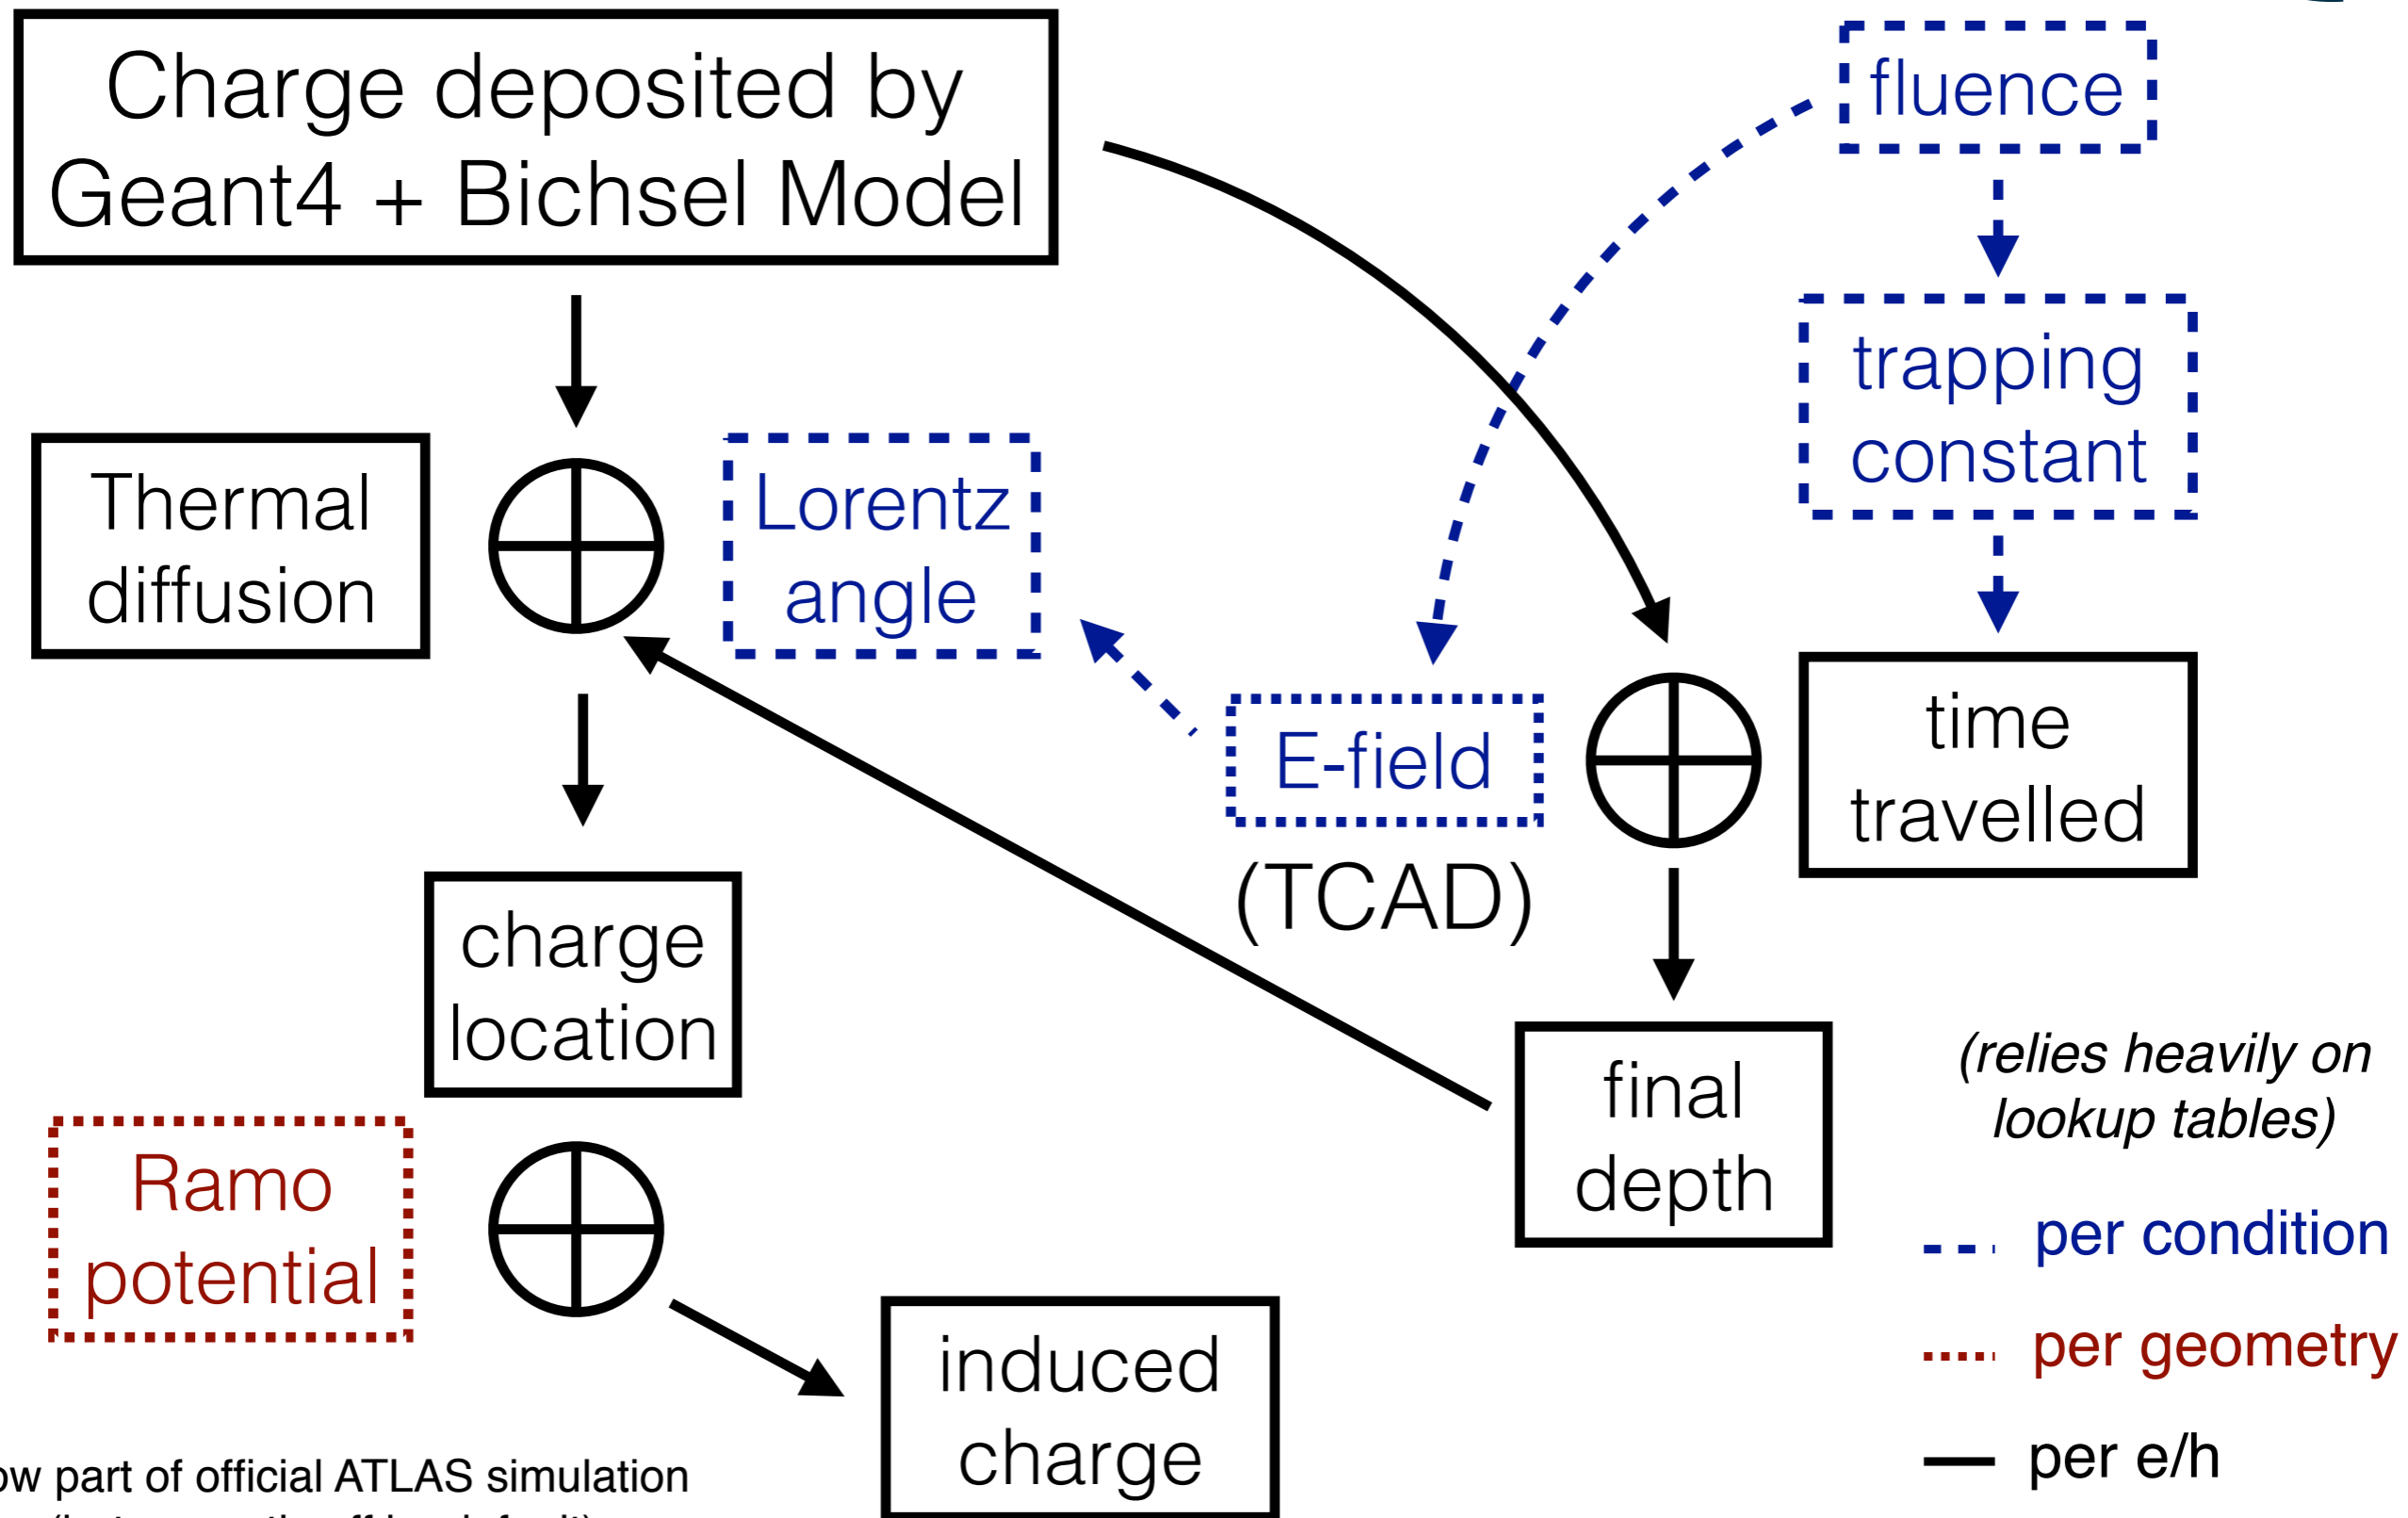 Charge deposited by
Geant4 + Bichsel Model
fluence
trapping
constant
Thermal
diffusion
Lorentz
angle
E-field
(TCAD)
time
travelled
charge
location
final
depth
(relies heavily on
lookup tables)
Ramo
potential
induced
charge
per condition
per geometry
per e/h
part of official ATLAS simulation